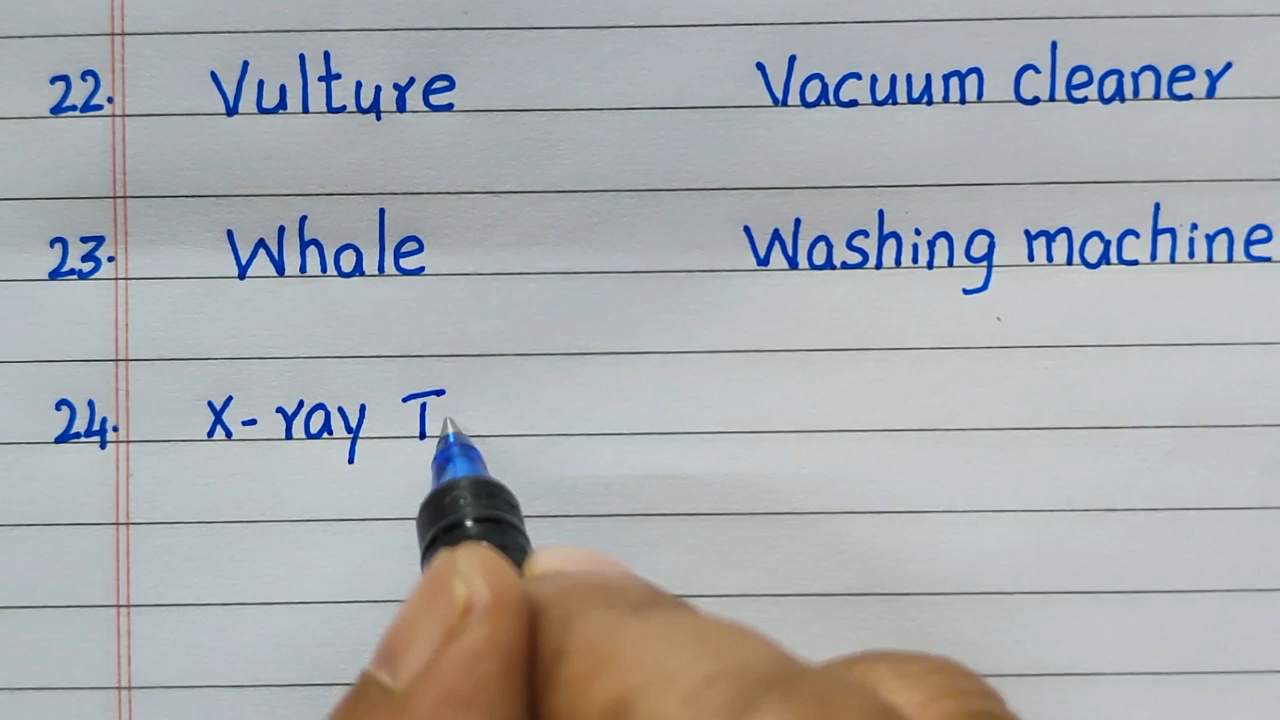 22. Vulture Vacuum cleaner
23. Whale Washing machine
24. X-ray T